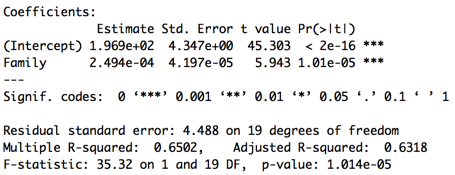 Coefficients:
Estimate Std. Error t value Pr(>|t|)
(Intercept) 1.969e+02 4.347e+00 45.303 < 2e-16 ***
Family 2.494e-04 4.197e-05 5.943 1.01e-05 ***
---
Signif. codes: 0 ‘***’ 0.001 ‘**’ 0.01 ‘*’ 0.05 ‘.’ 0.1 ‘ ’ 1
Residual standard error: 4.488 on 19 degrees of freedom
Multiple R-squared: 0.6502, Adjusted R-squared: 0.6318
F-statistic: 35.32 on 1 and 19 DF, p-value: 1.014e-05